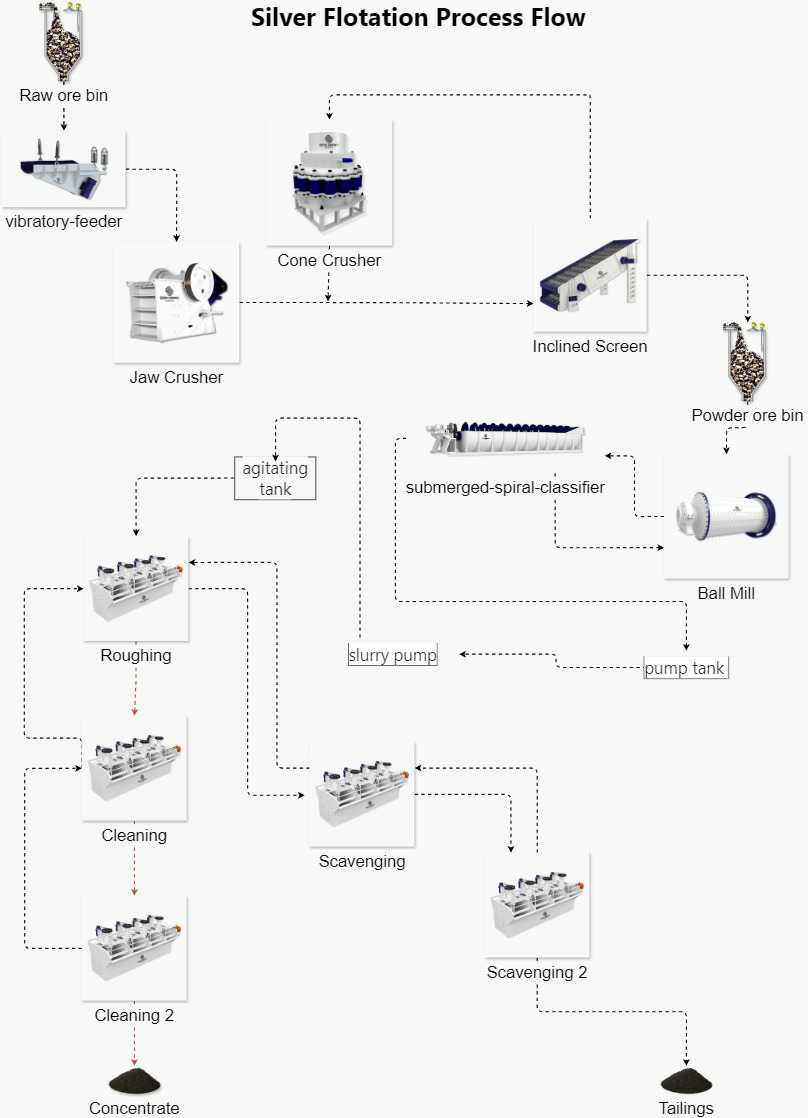 Silver Flotation Process Flow
Raw ore bin
vibratory-feeder
Cone Crusher
Inclined Screen
Jaw Crusher
Powder ore bin
agitating
tank
submerged-spiral-classifier
Ball Mill
Roughing
slurry pump
pump tank
Cleaning
Scavenging
Scavenging 2
Cleaning 2
Concentrate
Tailings